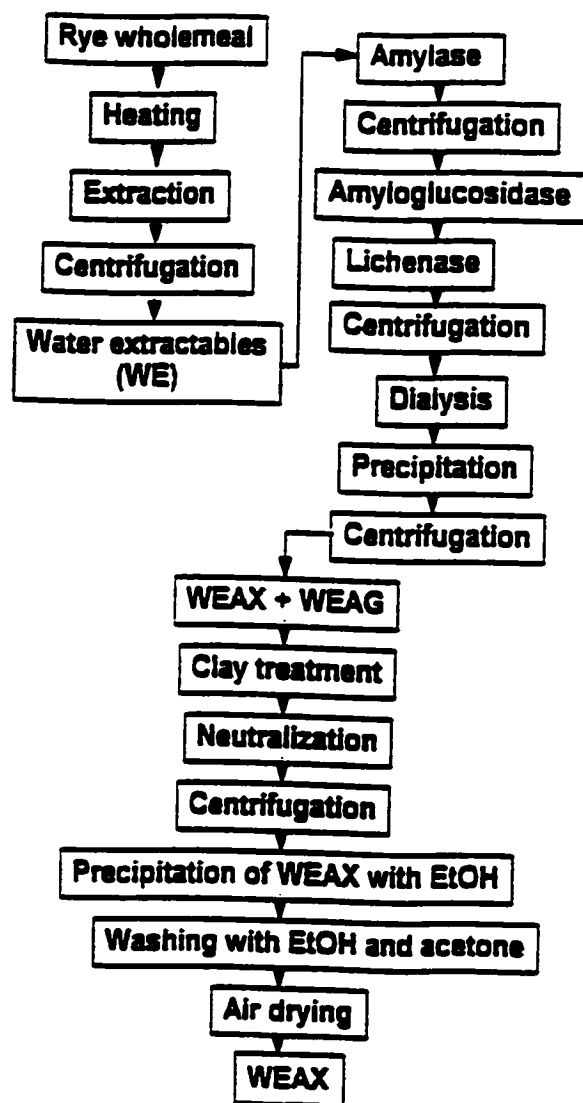 Rye wholemeal
Heating
Extraction
Centrifugation
Water extractables
(WE)
Amylase
Centrifugation
Amyloglucosidase
Lichenase
Centrifugation
Dialysis
Precipitation
Centrifugation
WEAX + WEAG
Clay treatment
Neutralization
Centrifugation
Precipitation of WEAX with EtOH
Washing with EtOH and acetone
Air drying
WEAX